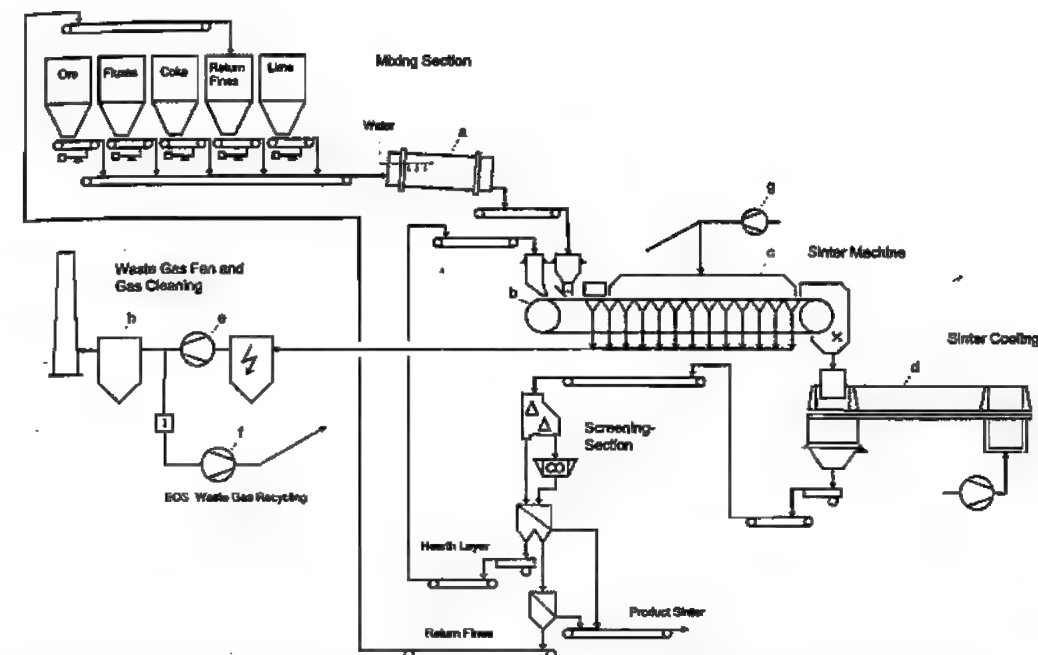 Mixing Section
Ore
Fluxes
Coke
Return
Fines
Lime
Water
a
g
c
Sinter Machine
Waste Gas Fan and
Gas Cleaning
b
h
e
Sinter Cooling
d
Screening-
Section
f
EOS Waste Gas Recycling
Hearth Layer
Product Sinter
Return Fines